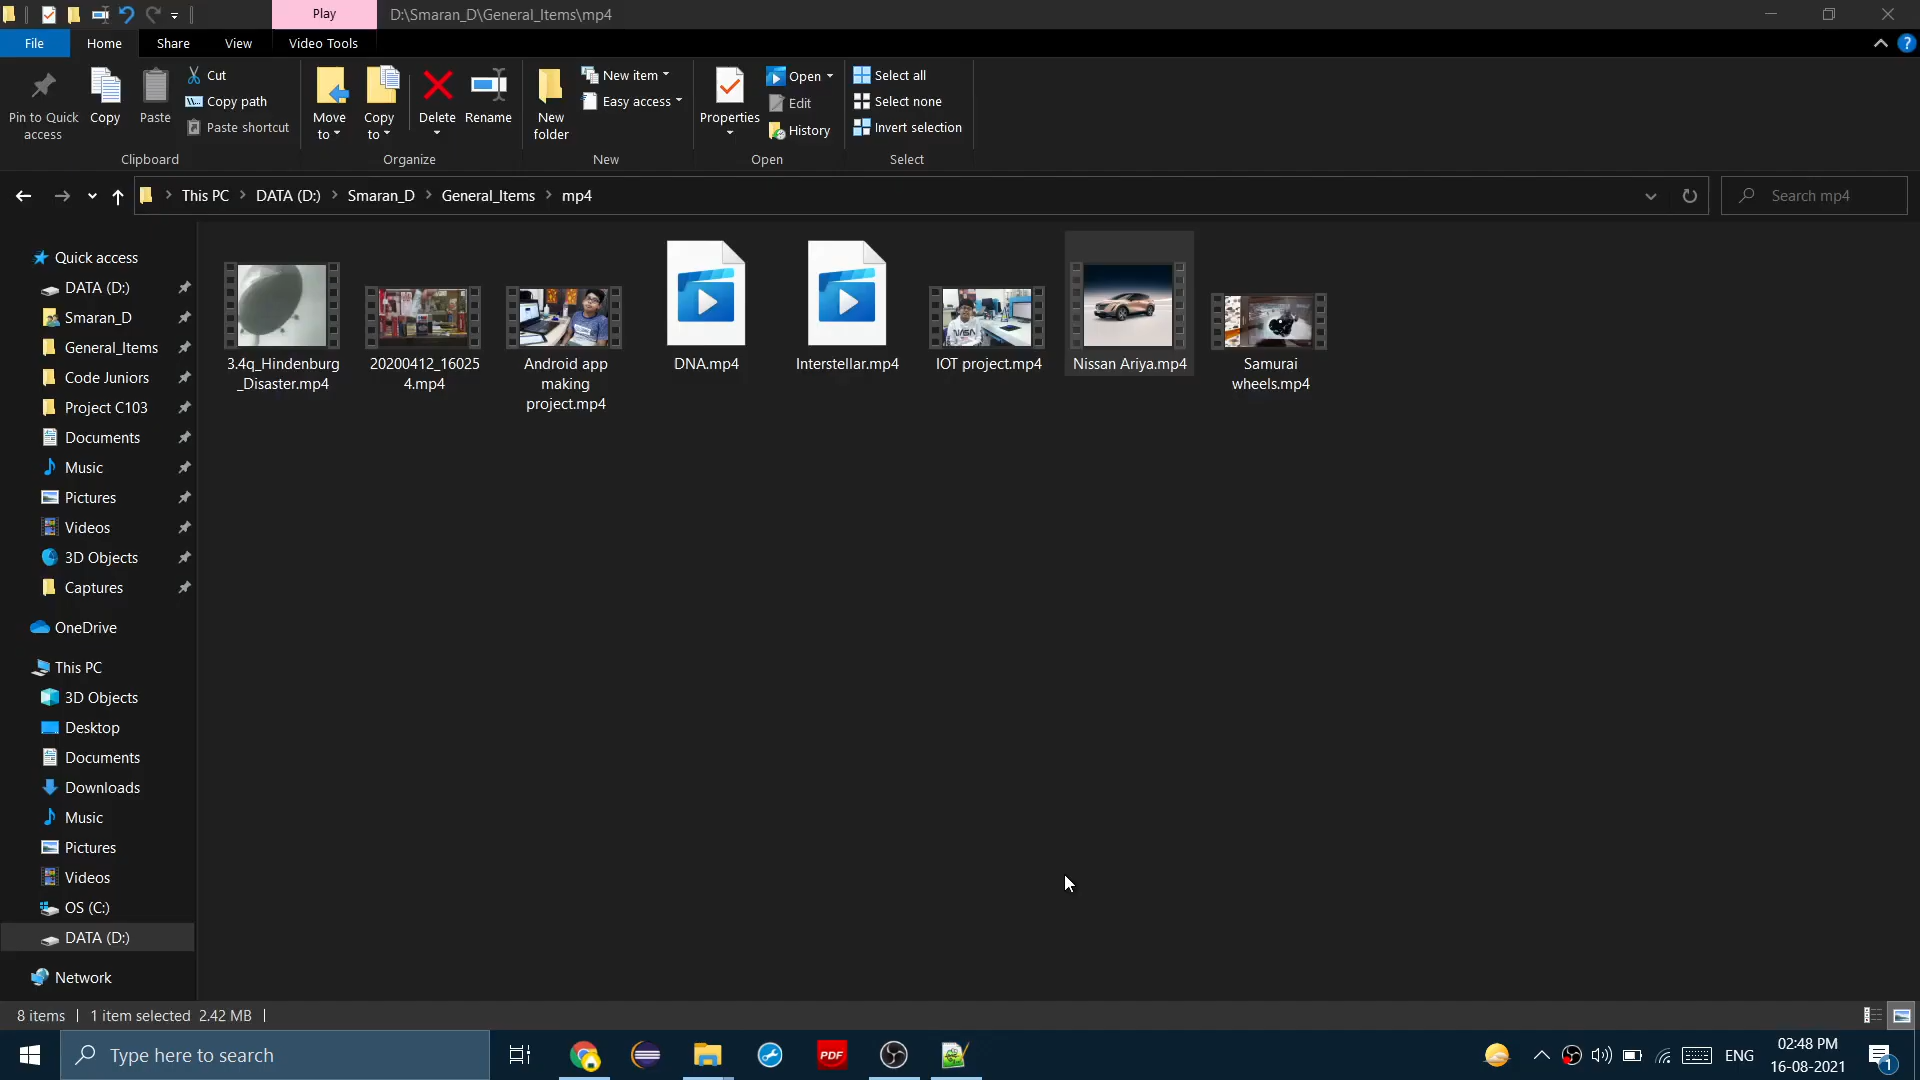 Play
D:\Smaran_D\General_Items\mp4
File
Home
Share
View
Video Tools
Pin to Quick
access
Copy
Paste
Cut
Copy path
Paste shortcut
Clipboard
Move
to
Copy
to
Delete
Rename
Organize
New
folder
New item
Easy access
New
Properties
Open
Edit
History
Open
Select all
Select none
Invert selection
Select
This PC
DATA (D:)
Smaran_D
General_Items
mp4
Search mp4
Quick access
DATA (D:)
Smaran_D
General_Items
Code Juniors
Project C103
Documents
Music
Pictures
Videos
3D Objects
Captures
OneDrive
This PC
3D Objects
Desktop
Documents
Downloads
Music
Pictures
Videos
OS (C:)
DATA (D:)
Network
3.4q_Hindenburg
_Disaster.mp4
20200412_16025
4.mp4
Android app
making
project.mp4
DNA.mp4
Interstellar.mp4
IOT project.mp4
NASA
Nissan Ariya.mp4
Samurai
wheels.mp4
8 items
1 item selected 2.42 MB
Type here to search
PDF
ENG
02:48 PM
16-08-2021
1